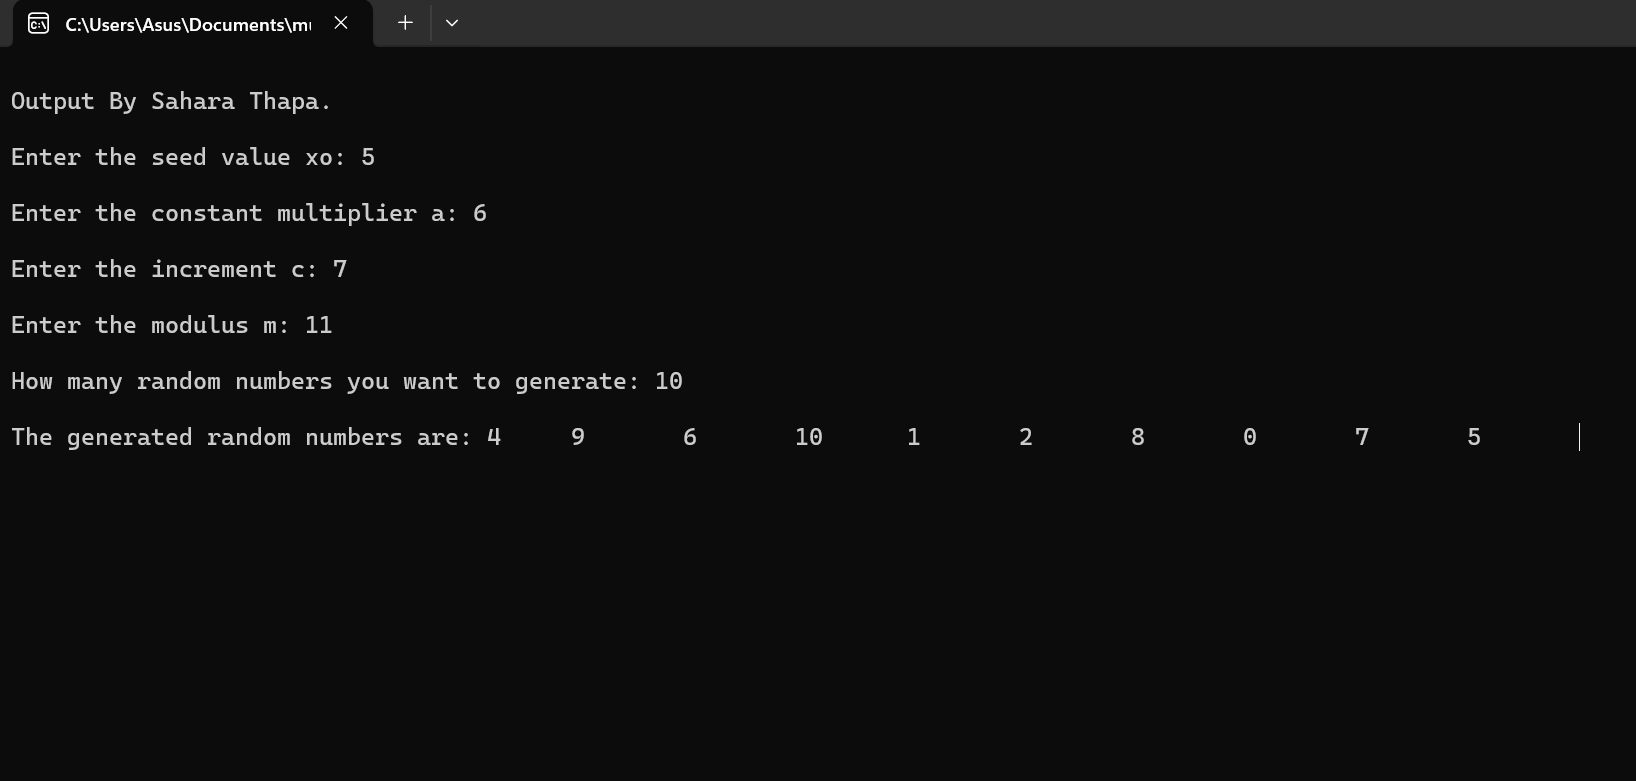 C:\Users\Asus\Documents\mu
Output By Sahara Thapa.
Enter the seed value xo: 5
Enter the constant multiplier a: 6
Enter the increment c: 7
Enter the modulus m: 11
How many random numbers you want to generate: 10
The generated random numbers are: 4 9 6 10 1 2 8 0 7 5